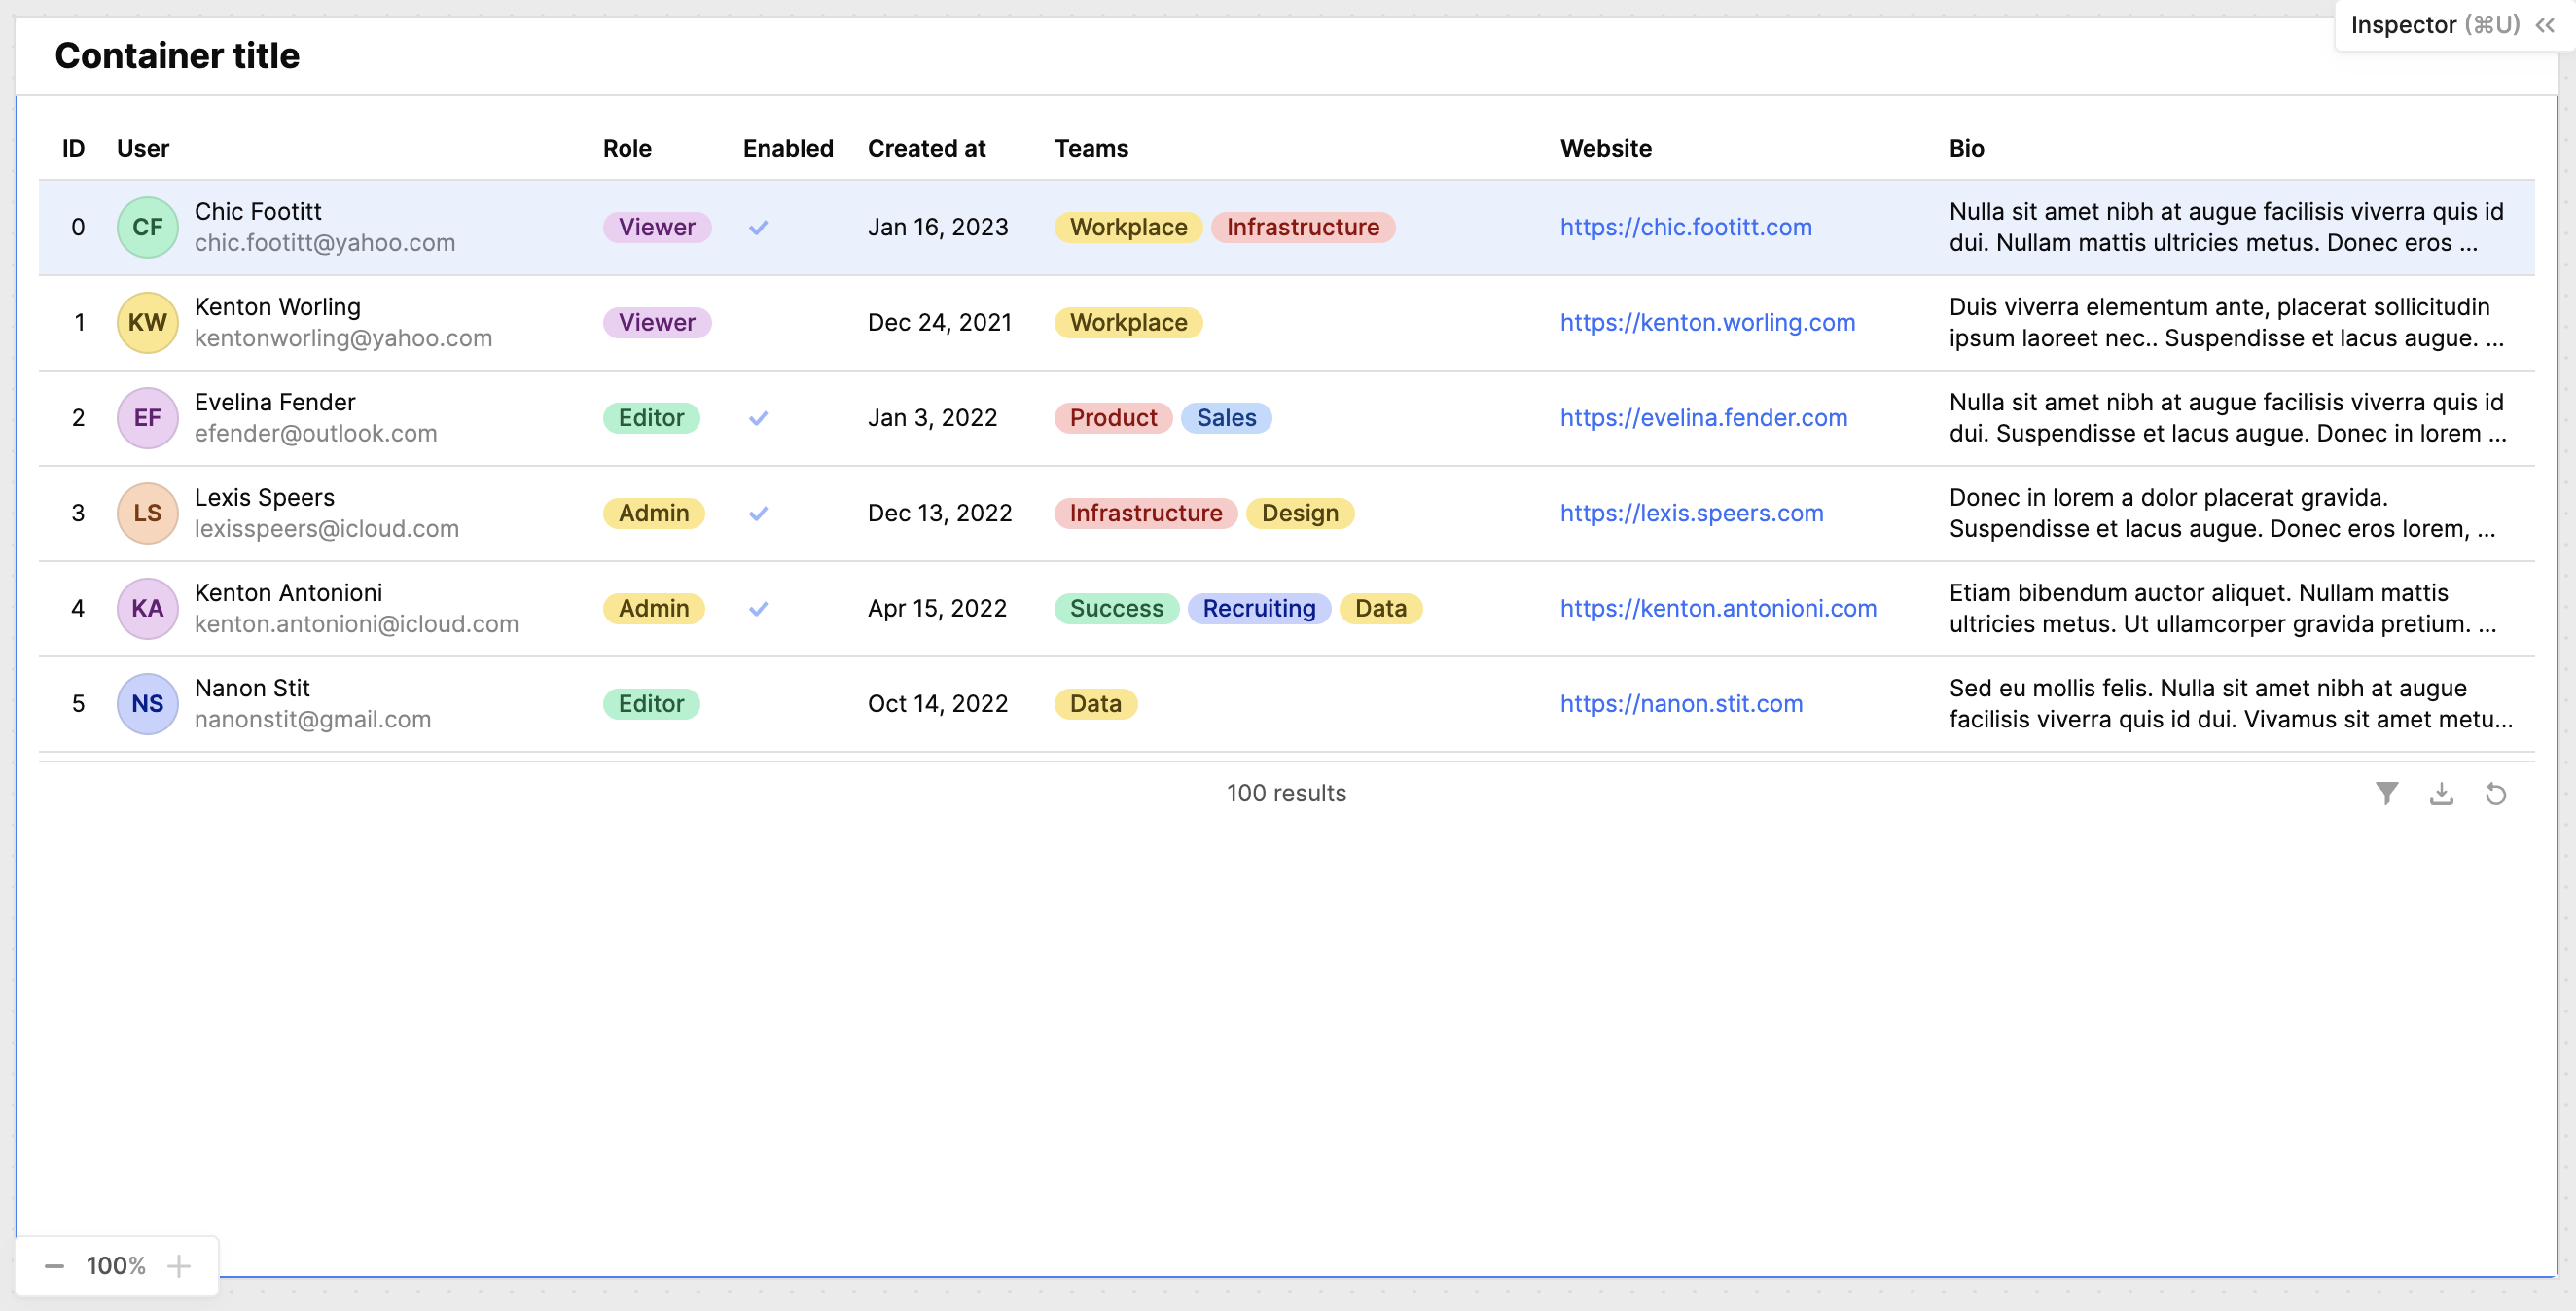 Inspector (⌘U)
Container title
ID User Role Enabled Created at Teams Website Bio
0 CF Chic Footitt chic.footitt@yahoo.com Viewer Jan 16, 2023 Workplace Infrastructure https://chic.footitt.com Nulla sit amet nibh at augue facilisis viverra quis id
dui. Nullam mattis ultricies metus. Donec eros ...
1 KW Kenton Worling kentonworling@yahoo.com Viewer Dec 24, 2021 Workplace https://kenton.worling.com Duis viverra elementum ante, placerat sollicitudin
ipsum laoreet nec.. Suspendisse et lacus augue. ...
2 EF Evelina Fender efender@outlook.com Editor Jan 3, 2022 Product Sales https://evelina.fender.com Nulla sit amet nibh at augue facilisis viverra quis id
dui. Suspendisse et lacus augue. Donec in lorem ...
3 LS Lexis Speers lexisspeers@icloud.com Admin Dec 13, 2022 Infrastructure Design https://lexis.speers.com Donec in lorem a dolor placerat gravida.
Suspendisse et lacus augue. Donec eros lorem, ...
4 KA Kenton Antonioni kenton.antonioni@icloud.com Admin Apr 15, 2022 Success Recruiting Data https://kenton.antonioni.com Etiam bibendum auctor aliquet. Nullam mattis
ultricies metus. Ut ullamcorper gravida pretium. ...
5 NS Nanon Stit nanonstit@gmail.com Editor Oct 14, 2022 Data https://nanon.stit.com Sed eu mollis felis. Nulla sit amet nibh at augue
facilisis viverra quis id dui. Vivamus sit amet metu...
100 results
100%